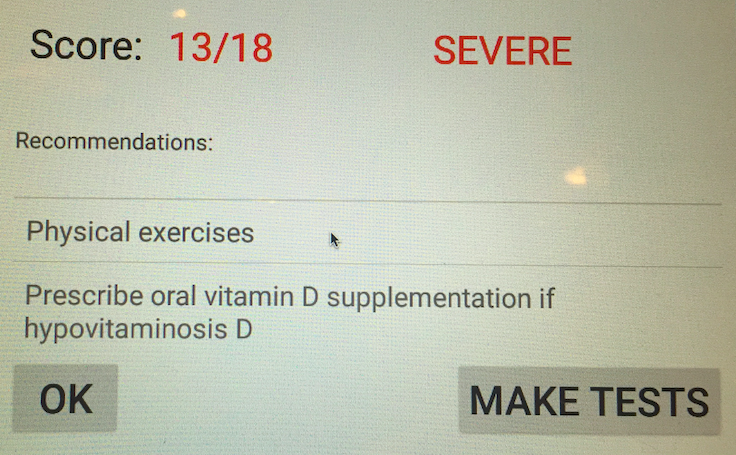 Score: 13/18 SEVERE
Recommendations:
Physical exercises
Prescribe oral vitamin D supplementation if
hypovitaminosis D
OK MAKE TESTS